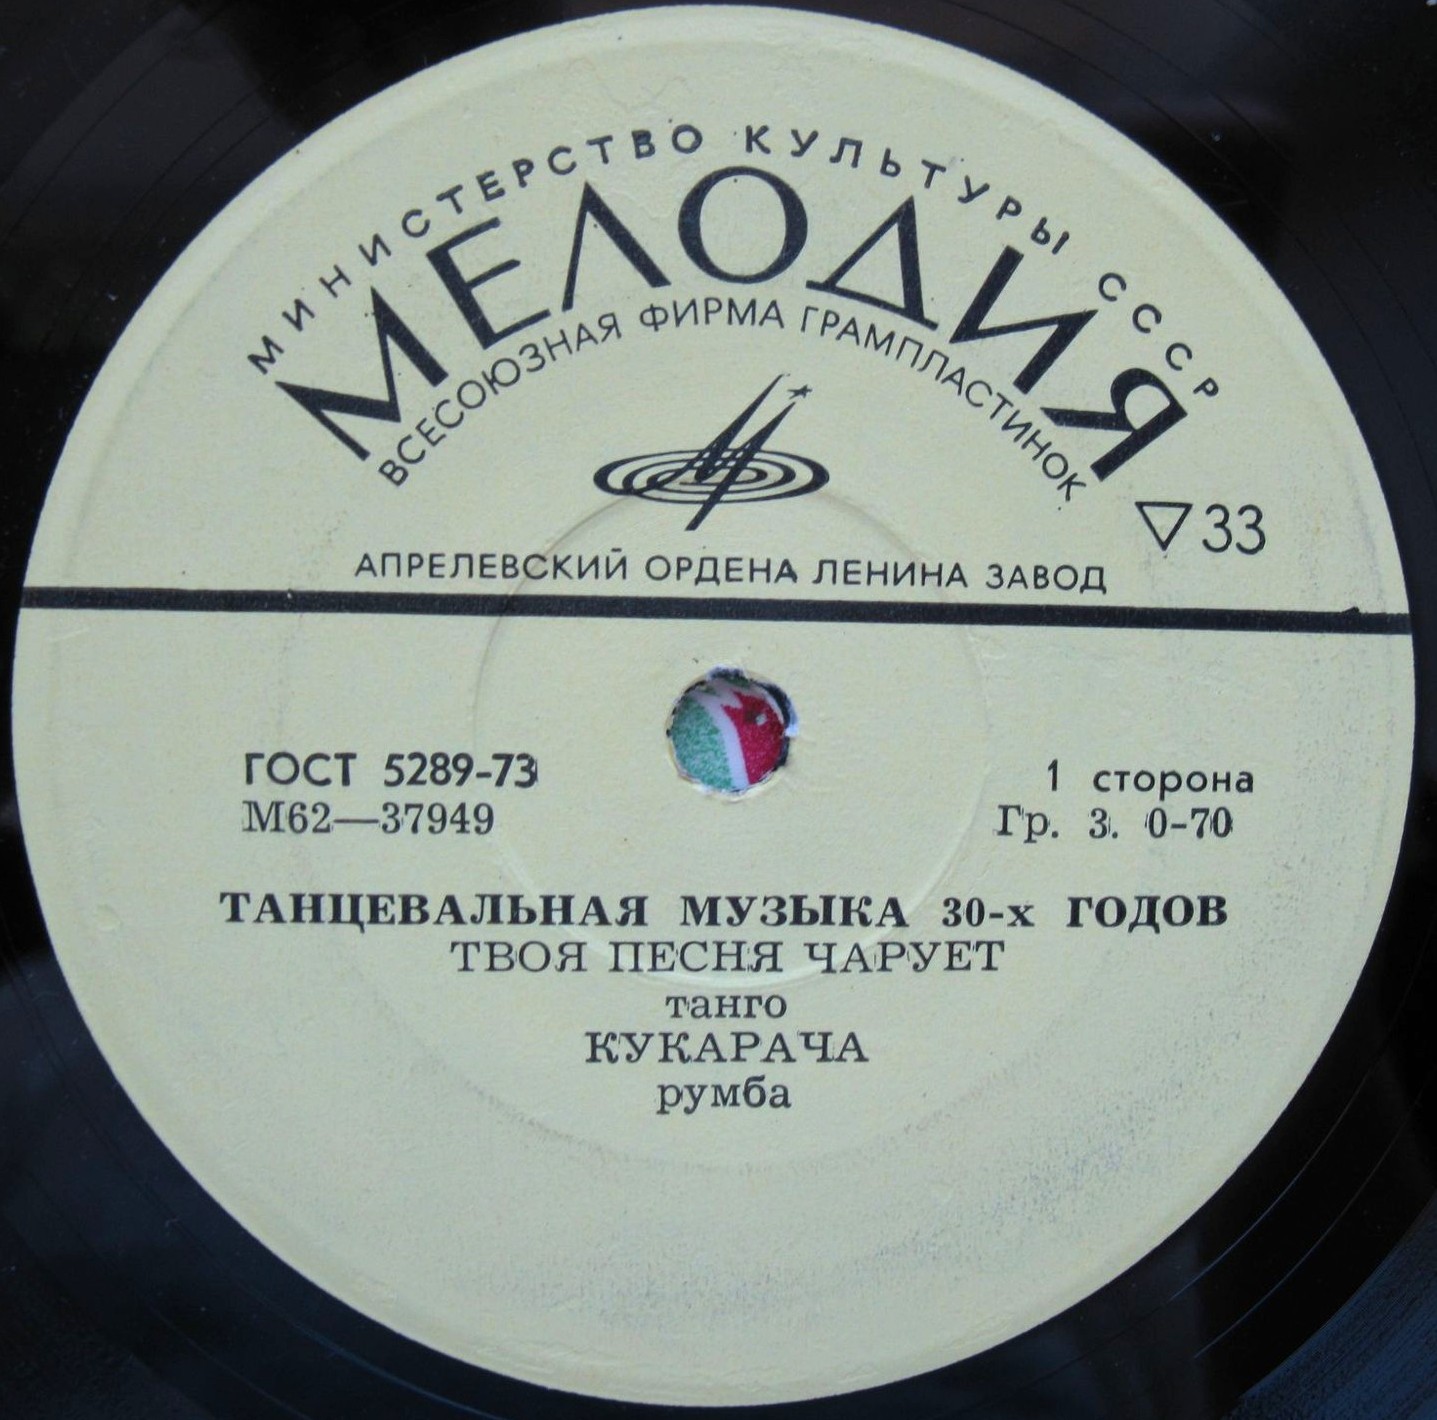 МИНИСТЕРСТВО КУЛЬТУРЫ СССР
МЕЛОДИЯ
ВСЕСОЮЗНАЯ ФИРМА ГРАМПЛАСТИНОК
▽33
АПРЕЛЕВСКИЙ ОРДЕНА ЛЕНИНА ЗАВОД
ГОСТ 5289-73
1 сторона
М62—37949
Гр. 3. 0-70
ТАНЦЕВАЛЬНАЯ МУЗЫКА 30-х ГОДОВ
ТВОЯ ПЕСНЯ ЧАРУЕТ
танго
КУКАРАЧА
румба